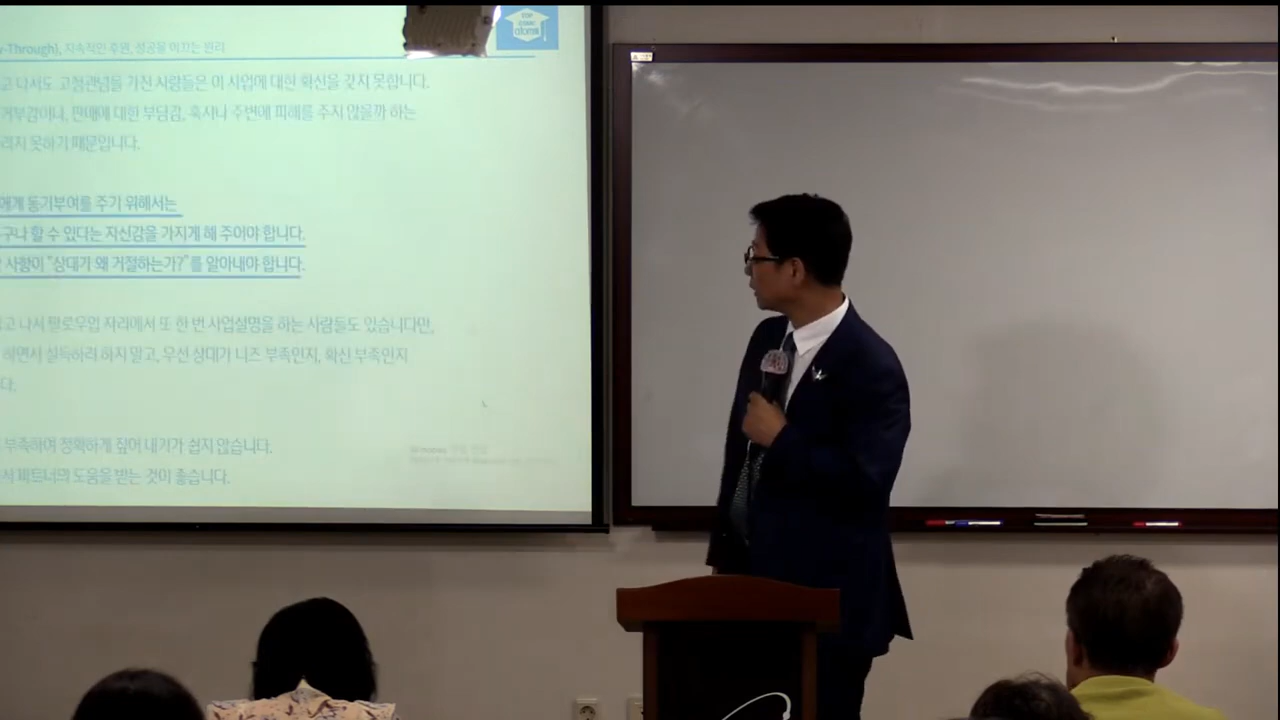 -Through), 지속적인 후원, 성공을 이끄는 원리
고 나서도 고정관념들 가진 사람들은 이 사업에 대한 확신을 갖지 못합니다.
거부감이나, 판매에 대한 부담감, 혹시나 주변에 피해를 주지 않을까 하는
리지 못하기 때문입니다.
에게 동기부여를 주기 위해서는
구나 할 수 있다는 자신감을 가지게 해 주어야 합니다.
사항이 "상대가 왜 거절하는가?"를 알아내야 합니다.
고 나서 팔로우업 자리에서 또 한 번 사업설명을 하는 사람들도 있습니다만,
하면서 설득하려 하지 말고, 우선 상대가 니즈 부족인지, 확신 부족인지
다.
부족하여 정확하게 짚어 내기가 쉽지 않습니다.
서 파트너의 도움을 받는 것이 좋습니다.